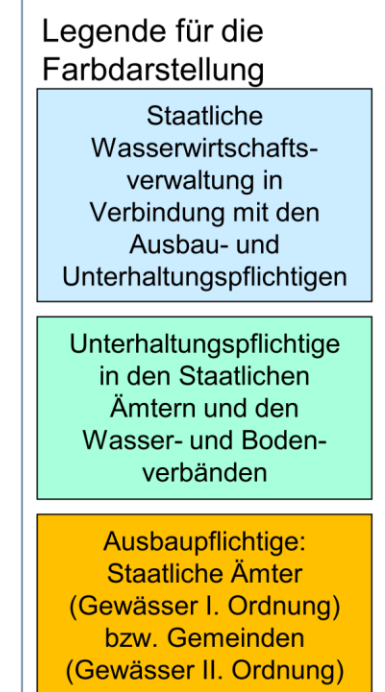 Legende für die
Farbdarstellung
Staatliche
Wasserwirtschafts-
verwaltung in
Verbindung mit den
Ausbau- und
Unterhaltungspflichtigen
Unterhaltungspflichtige
in den Staatlichen
Ämtern und den
Wasser- und Boden-
verbänden
Ausbaupflichtige:
Staatliche Ämter
(Gewässer I. Ordnung)
bzw. Gemeinden
(Gewässer II. Ordnung)